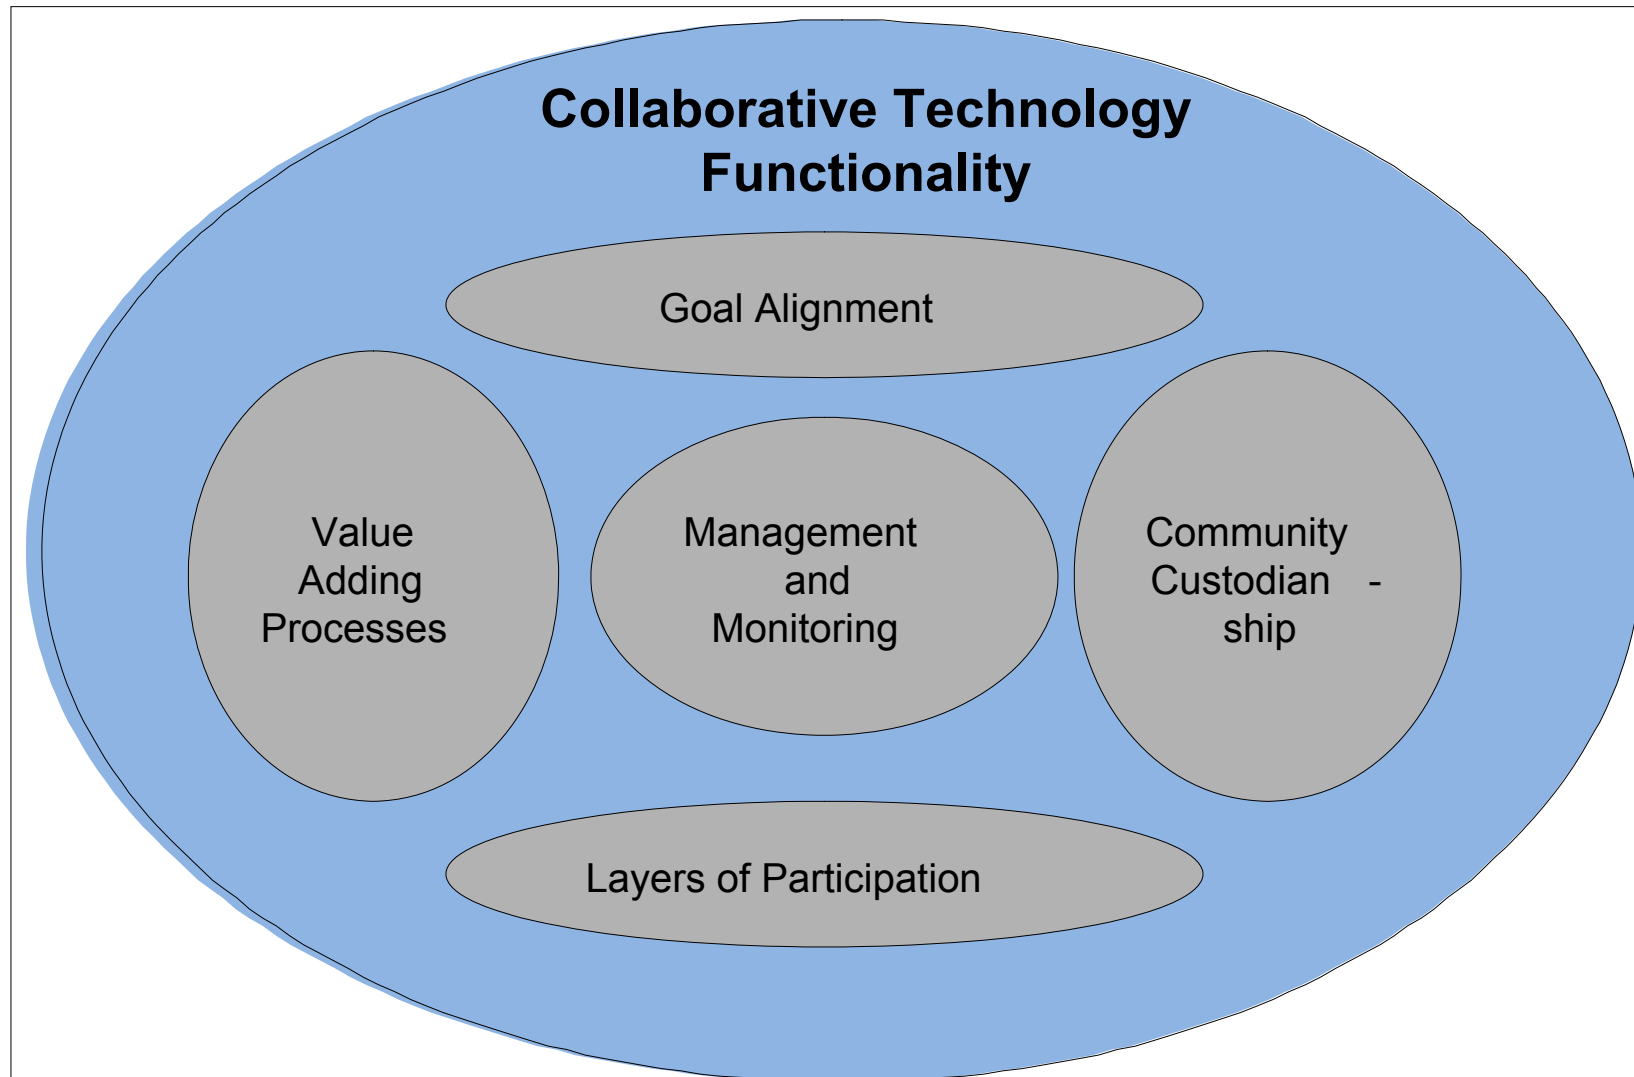 Collaborative Technology
Functionality
Goal Alignment
Value
Adding
Processes
Management
and
Monitoring
Community
Custodian -
ship
Layers of Participation